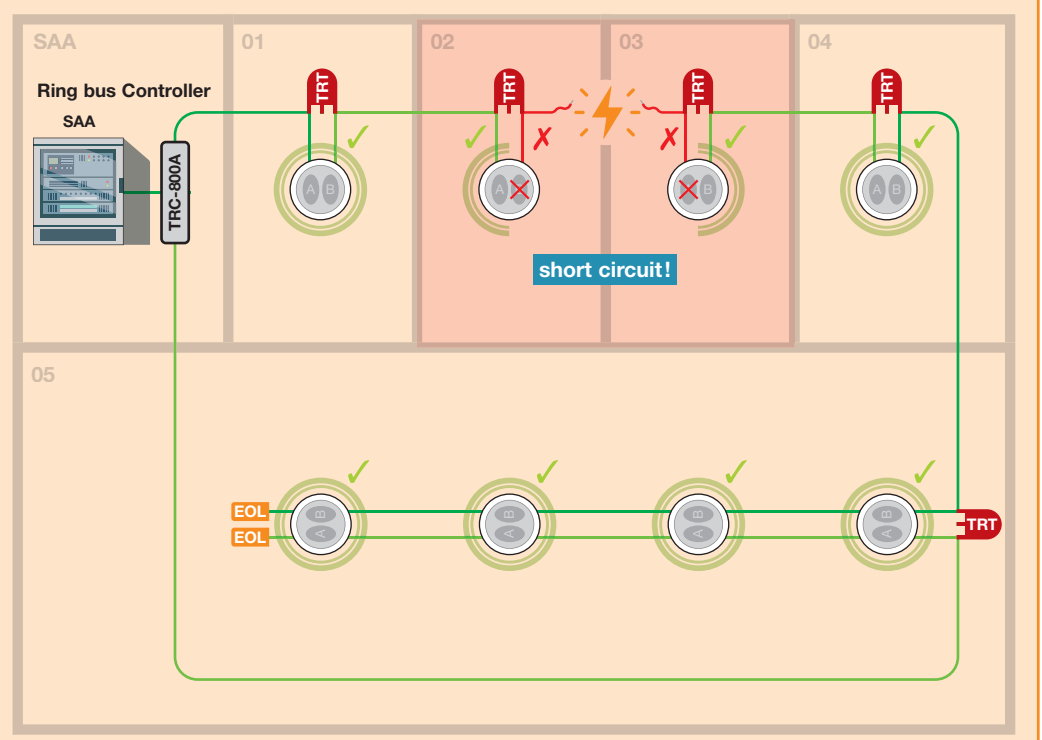 SAA
01
02
03
04
Ring bus Controller
SAA
TRC-800A
TRT
TRT
TRT
TRT
A B
A
B
A B
short circuit!
05
EOL
EOL
A B
A B
A B
A B
TRT